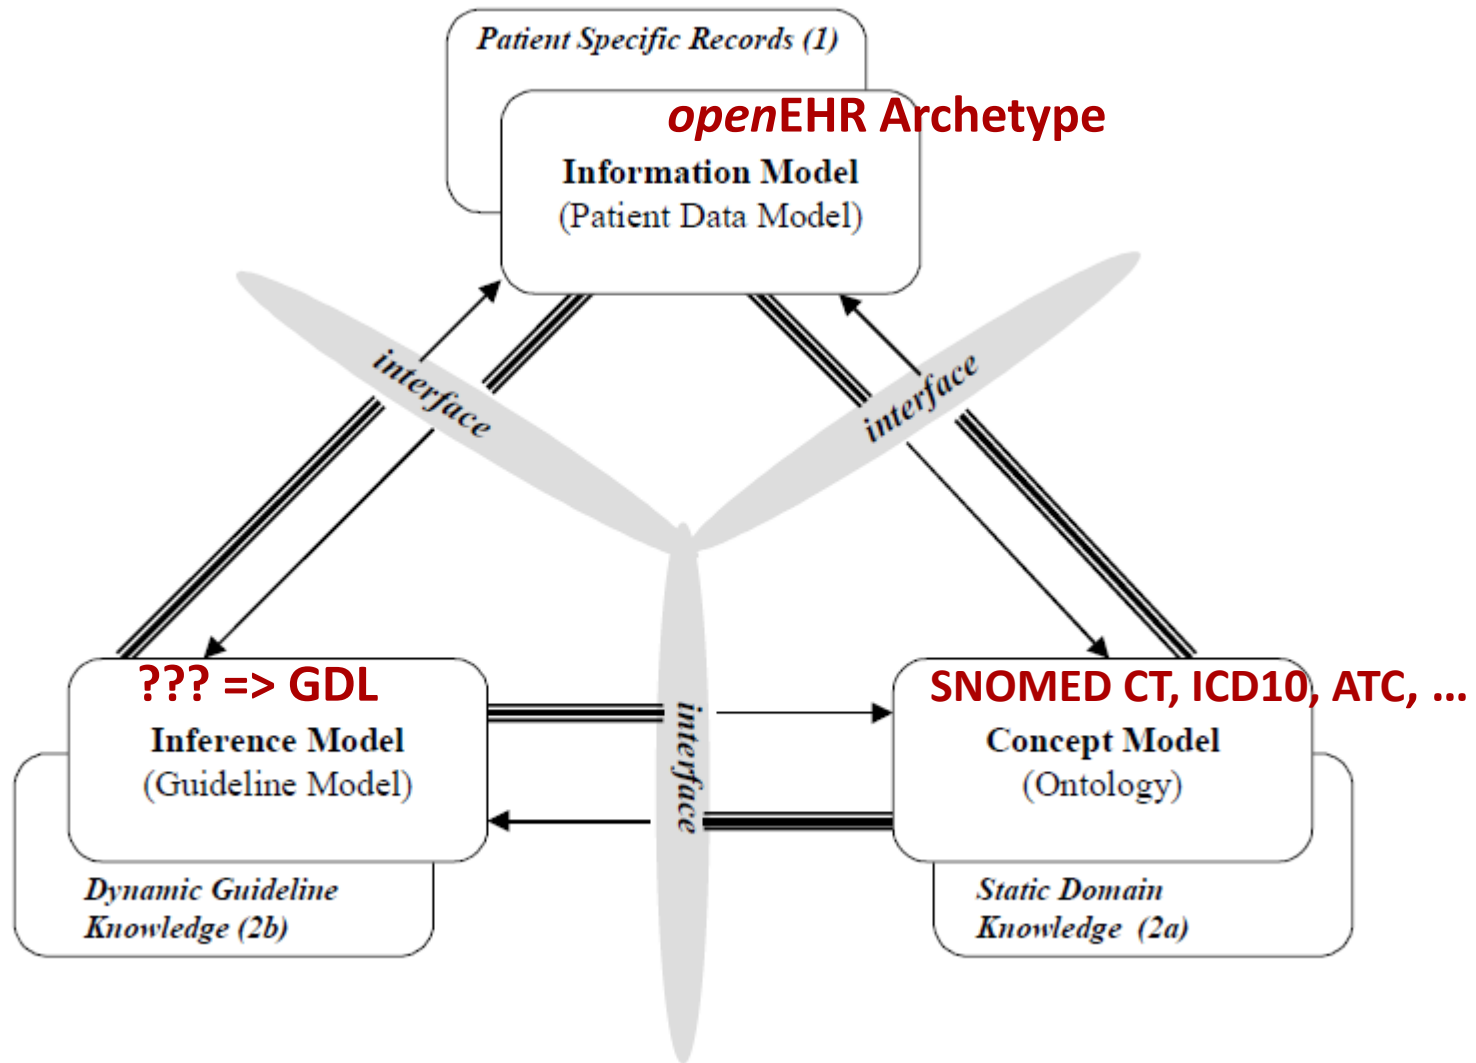 Patient Specific Records (1)
openEHR Archetype
Information Model
(Patient Data Model)
interface
interface
??? => GDL
Inference Model
(Guideline Model)
Dynamic Guideline
Knowledge (2b)
interface
SNOMED CT, ICD10, ATC, ...
Concept Model
(Ontology)
Static Domain
Knowledge (2a)